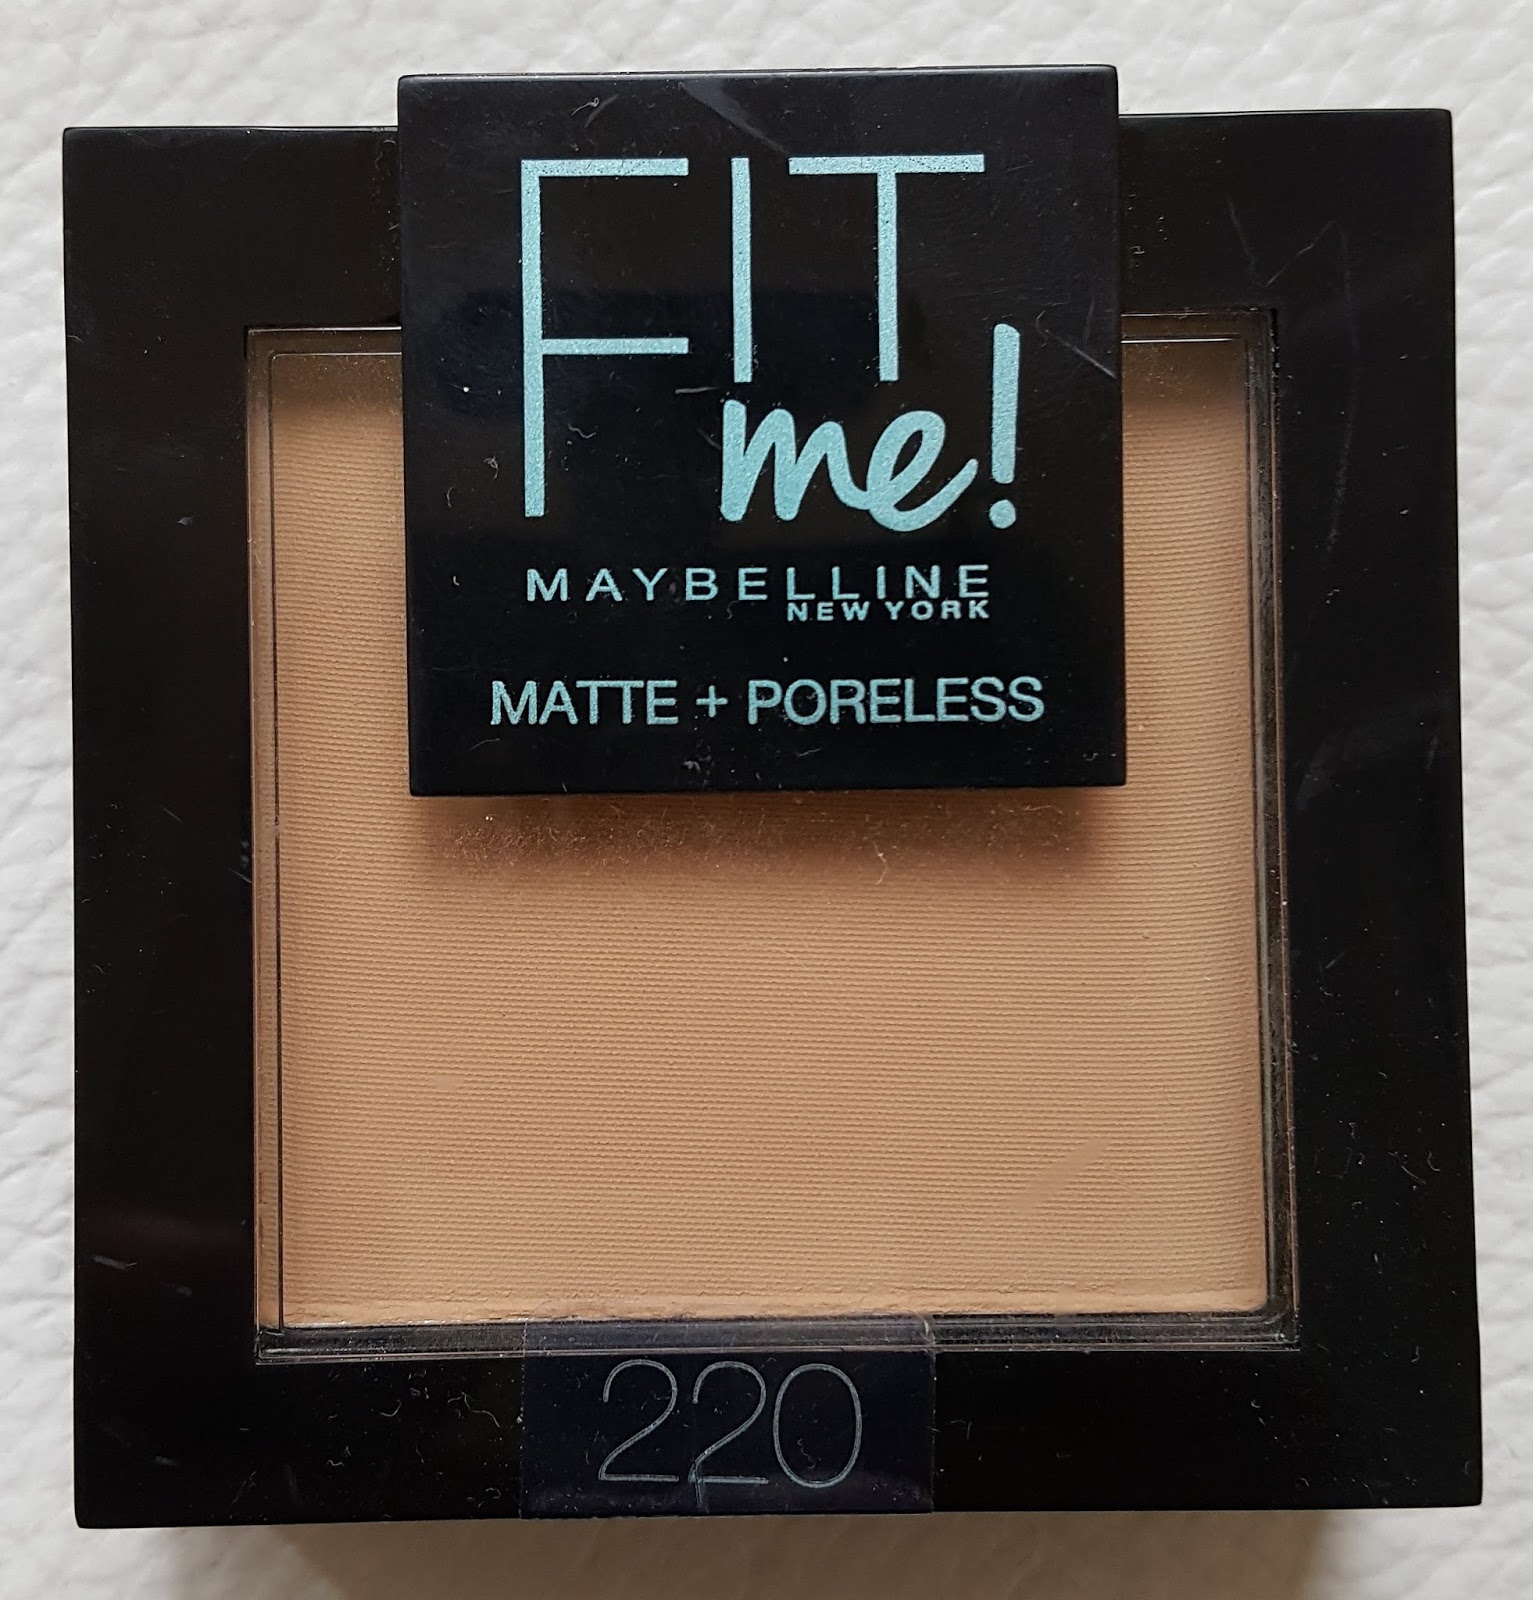 FIT
me!
MAYBELLINE
NEW YORK
MATTE + PORELESS
220